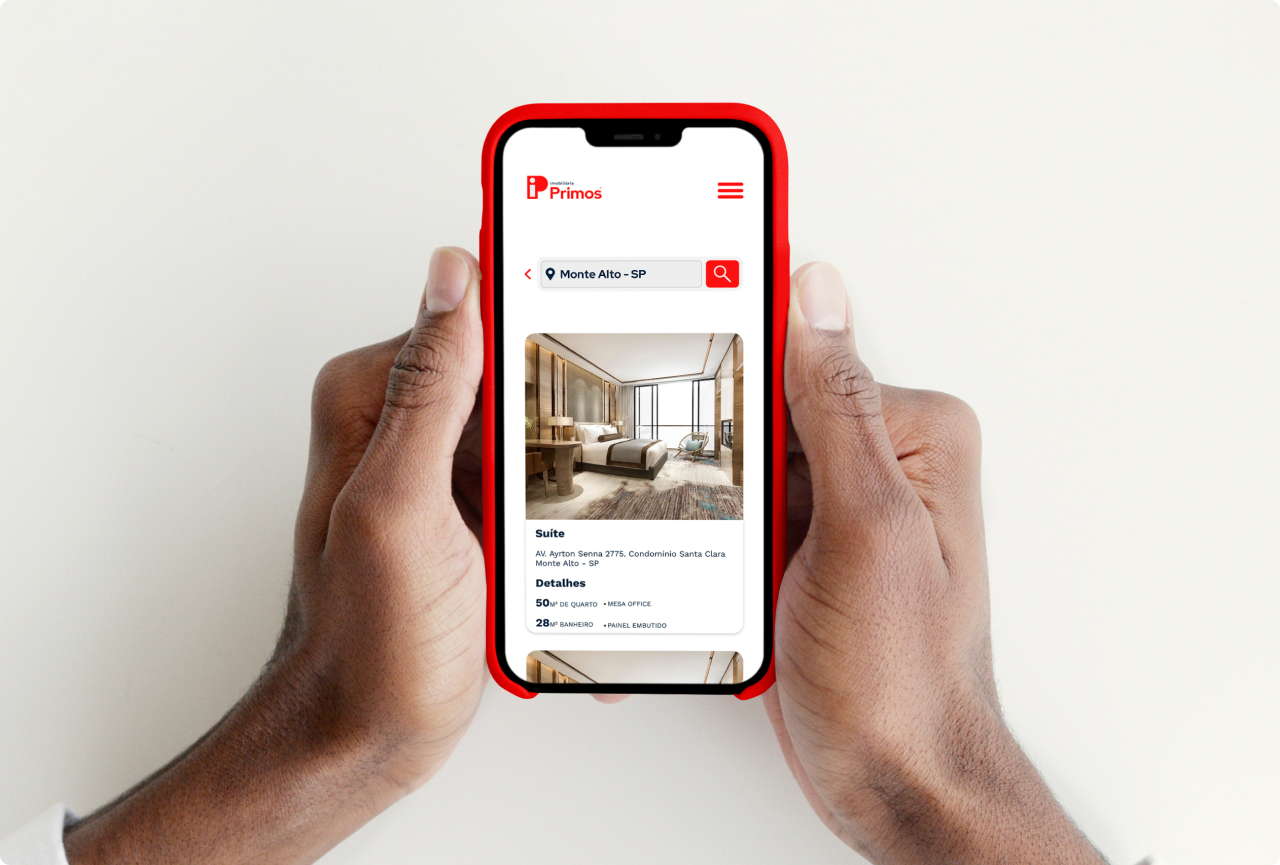 imobiliária
Primos
Monte Alto - SP
Suíte
AV. Ayrton Senna 2775. Condomínio Santa Clara
Monte Alto - SP
Detalhes
50M² DE QUARTO • MESA OFFICE
28M² BANHEIRO • PAINEL EMBUTIDO